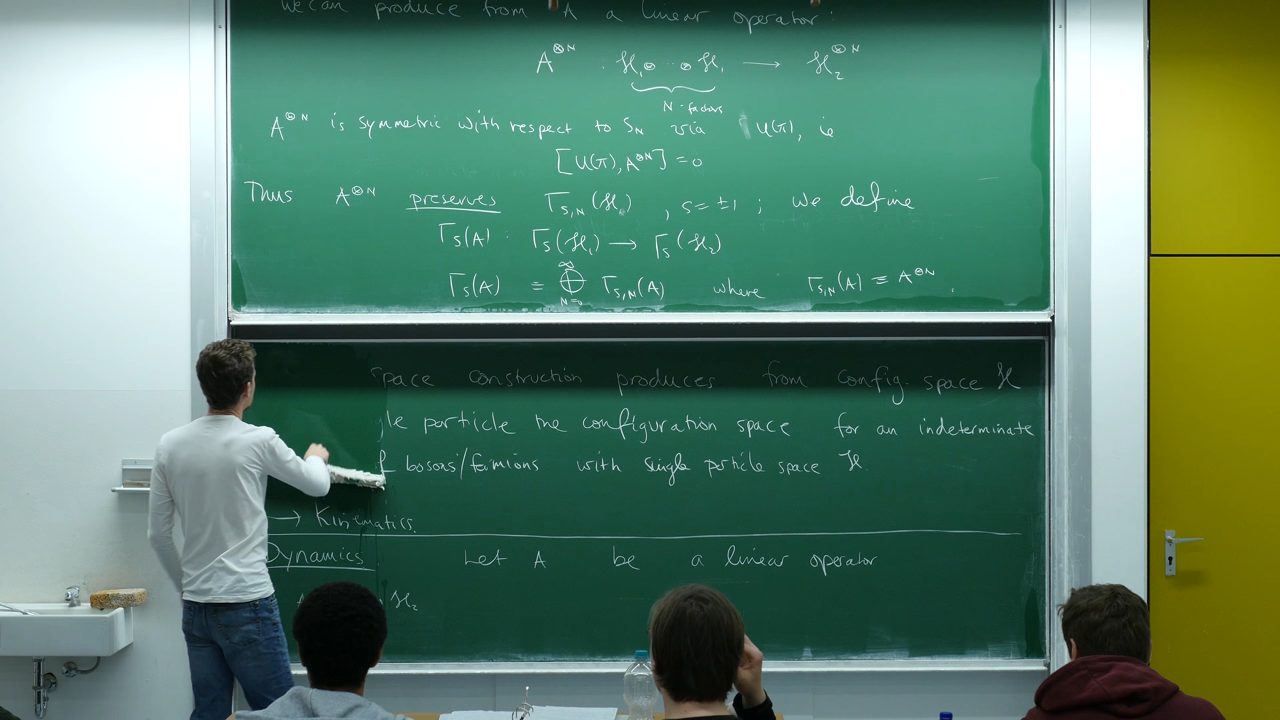 we can produce from A a linear operator:
A^{⊗N} : ℋ₁⊗ ·· ⊗ℋ₁ ⟶ ℋ₂^{⊗N}
N-factors
A^{⊗N} is symmetric with respect to S_N via U(π), ie
[U(π), A^{⊗N}] = 0
Thus A^{⊗N} preserves Γ_{s,N}(ℋ₁), s = ±1 ; we define
Γ_s(A) : Γ_s(ℋ₁) ⟶ Γ_s(ℋ₂)
Γ_s(A) ≡ ⊕_{N=0}^{∞} Γ_{s,N}(A) where Γ_{s,N}(A) ≡ A^{⊗N}.
space construction produces from config. space ℋ
particle the configuration space for an indeterminate
bosons/fermions with single particle space ℋ
⟶ Kinematics.
Dynamics Let A be a linear operator
ℋ₂